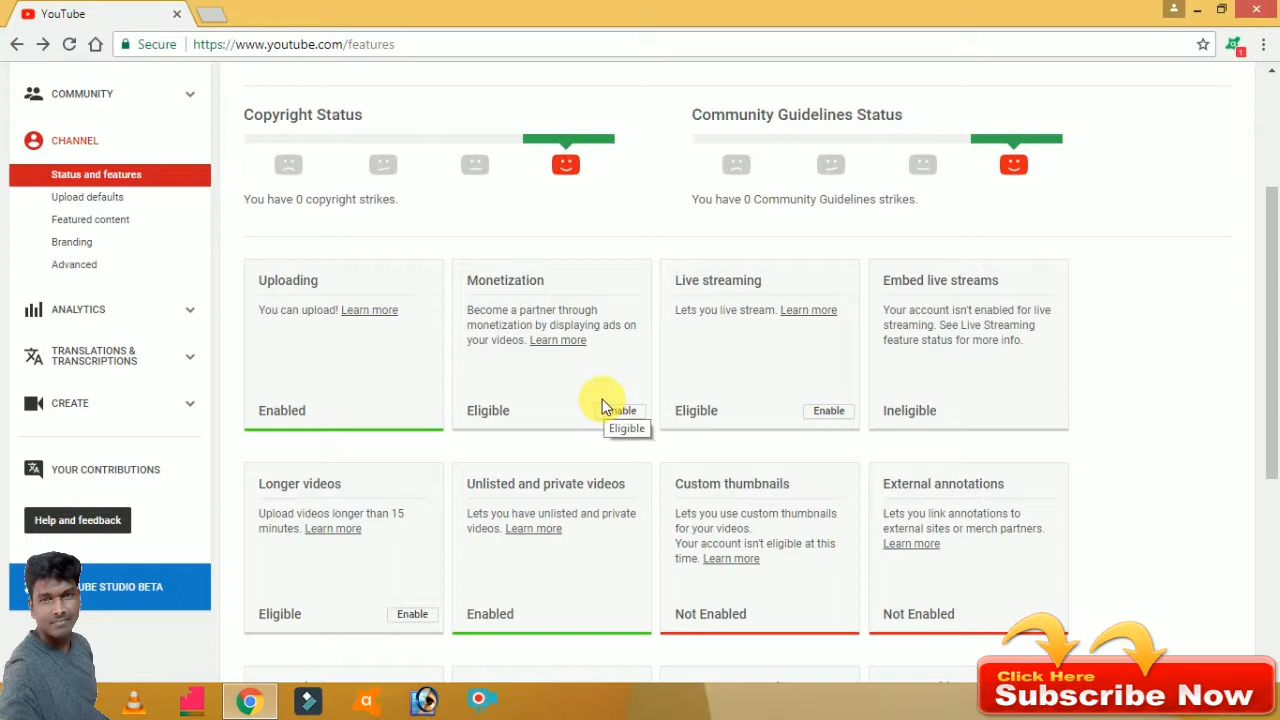 YouTube
Secure
https://www.youtube.com/features
1
COMMUNITY
CHANNEL
Status and features
Upload defaults
Featured content
Branding
Advanced
ANALYTICS
TRANSLATIONS &
TRANSCRIPTIONS
CREATE
YOUR CONTRIBUTIONS
Help and feedback
STUDIO BETA
Copyright Status
You have 0 copyright strikes.
Community Guidelines Status
You have 0 Community Guidelines strikes.
Uploading
You can upload! Learn more
Enabled
Monetization
Become a partner through
monetization by displaying ads on
your videos. Learn more
Eligible
Eligible
Live streaming
Lets you live stream. Learn more
Eligible
Enable
Embed live streams
Your account isn't enabled for live
streaming. See Live Streaming
feature status for more info.
Ineligible
Longer videos
Upload videos longer than 15
minutes. Learn more
Eligible
Enable
Unlisted and private videos
Lets you have unlisted and private
videos. Learn more
Enabled
Custom thumbnails
Lets you use custom thumbnails
for your videos.
Your account isn't eligible at this
time. Learn more
Not Enabled
External annotations
Lets you link annotations to
external sites or merch partners.
Learn more
Not Enabled
Click Here
Subscribe Now